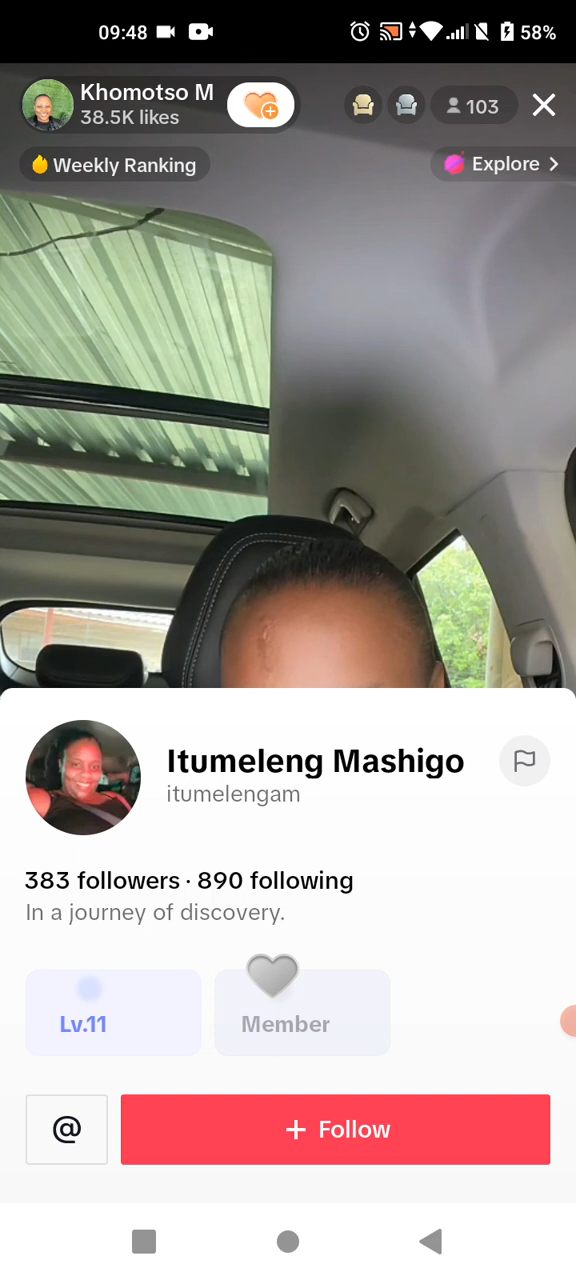 09:48
58%
Khomotso M
38.5K likes
103
Weekly Ranking
Explore
Itumeleng Mashigo
itumelengam
383 followers · 890 following
In a journey of discovery.
Lv.11
Member
@
+ Follow